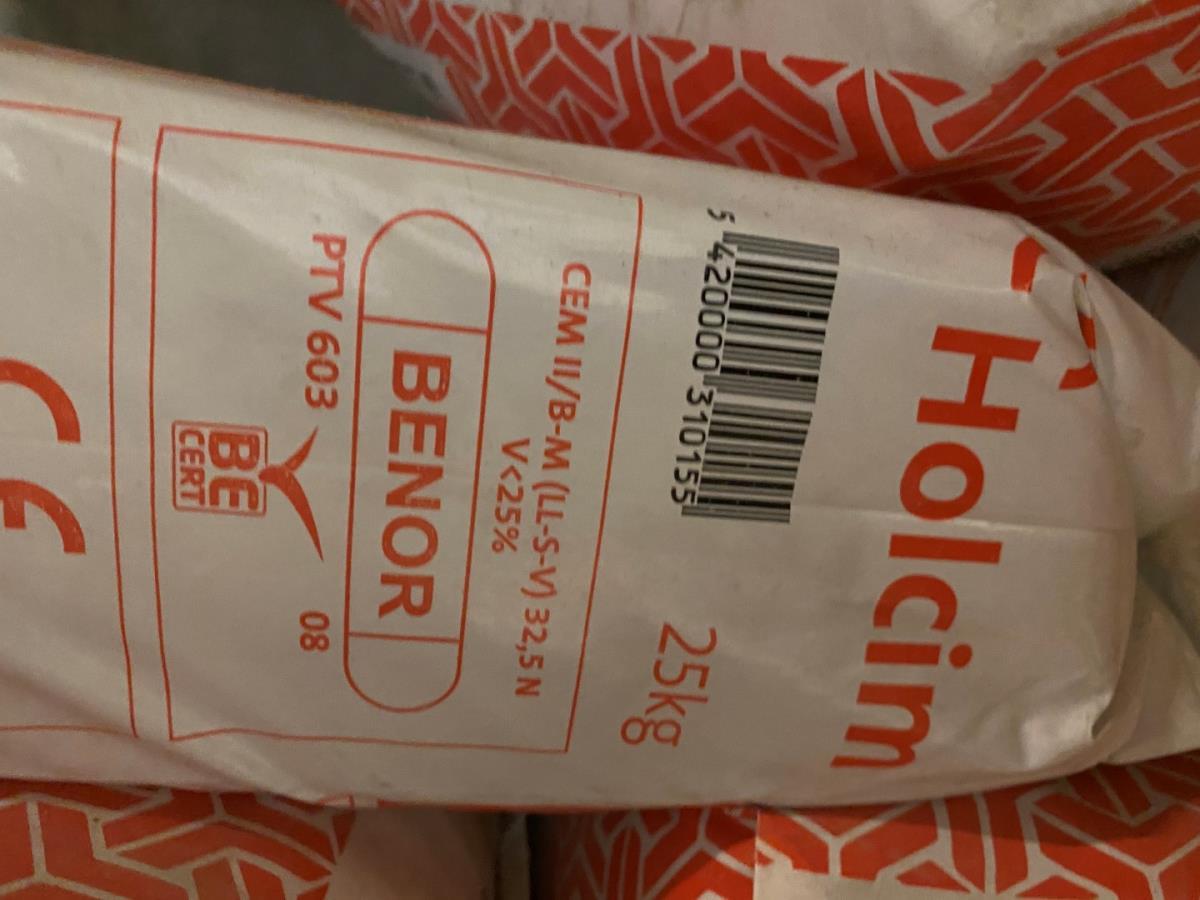 Holcim
5 420000 310155
25kg
CEM II/B-M (LL-S-V) 32,5 N
V<25%
BENOR
PTV 603
08
BE
CERT
CE